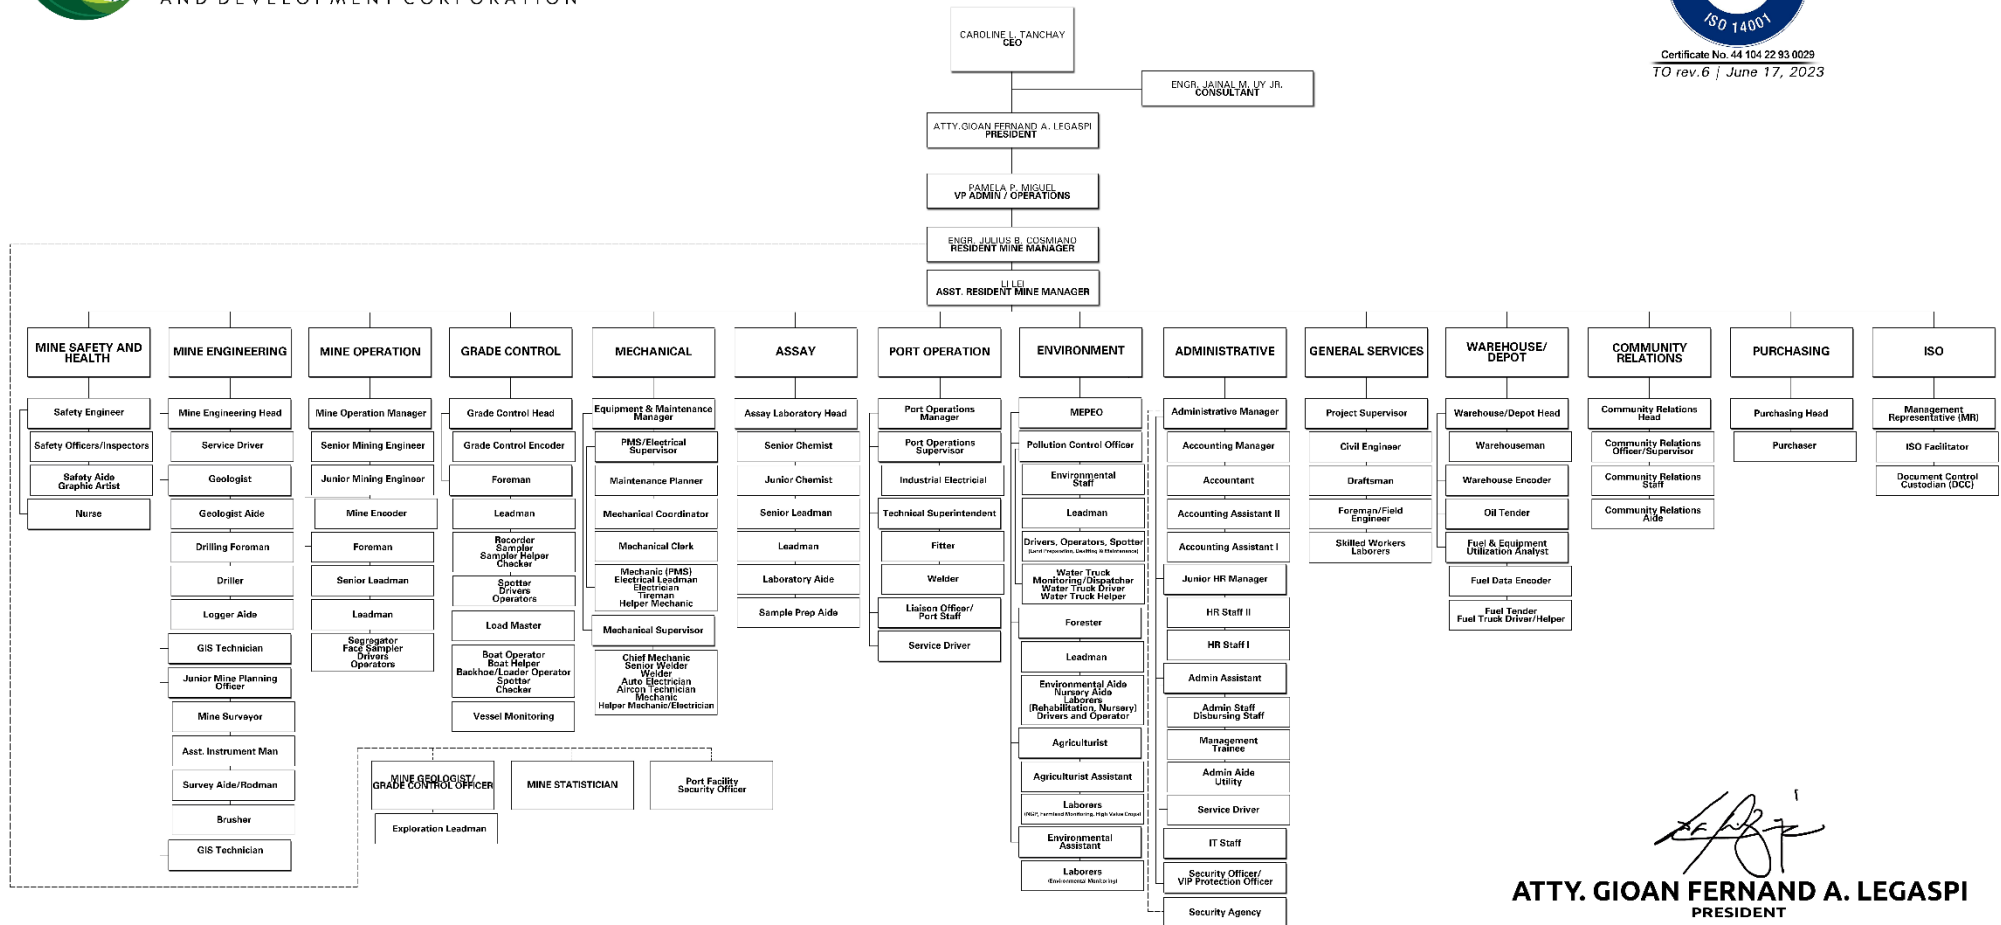 AND DEVELOPMENT CORPORATION
ISO 14001
Certificate No. 44 104 22 93 0029
TO rev.6 | June 17, 2023
CAROLINE L. TANCHAY
CEO
ENGR. JAINAL M. UY JR.
CONSULTANT
ATTY.GIOAN FERNAND A. LEGASPI
PRESIDENT
PAMELA P. MIGUEL
VP ADMIN / OPERATIONS
ENGR. JULIUS B. COSMIANO
RESIDENT MINE MANAGER
LI LEI
ASST. RESIDENT MINE MANAGER
MINE SAFETY AND
HEALTH
Safety Engineer
Safety Officers/Inspectors
Safety Aide
Graphic Artist
Nurse
MINE ENGINEERING
Mine Engineering Head
Service Driver
Geologist
Geologist Aide
Drilling Foreman
Driller
Logger Aide
GIS Technician
Junior Mine Planning
Officer
Mine Surveyor
Asst. Instrument Man
Survey Aide/Rodman
Brusher
GIS Technician
MINE OPERATION
Mine Operation Manager
Senior Mining Engineer
Junior Mining Engineer
Mine Encoder
Foreman
Senior Leadman
Leadman
Segregator
Face Sampler
Drivers
Operators
GRADE CONTROL
Grade Control Head
Grade Control Encoder
Foreman
Leadman
Recorder
Sampler
Sampler Helper
Checker
Spotter
Drivers
Operators
Load Master
Boat Operator
Boat Helper
Backhoe/Loader Operator
Spotter
Checker
Vessel Monitoring
MECHANICAL
Equipment & Maintenance
Manager
PMS/Electrical
Supervisor
Maintenance Planner
Mechanical Coordinator
Mechanical Clerk
Mechanic (PMS)
Electrical Leadman
Electrician
Tireman
Helper Mechanic
Mechanical Supervisor
Chief Mechanic
Senior Welder
Welder
Auto Electrician
Aircon Technician
Mechanic
Helper Mechanic/Electrician
ASSAY
Assay Laboratory Head
Senior Chemist
Junior Chemist
Senior Leadman
Leadman
Laboratory Aide
Sample Prep Aide
PORT OPERATION
Port Operations
Manager
Port Operations
Supervisor
Industrial Electricial
Technical Superintendent
Fitter
Welder
Liaison Officer/
Port Staff
Service Driver
ENVIRONMENT
MEPEO
Pollution Control Officer
Environmental
Staff
Leadman
Drivers, Operators, Spotter
(Land Preparation, Desilting & Maintenance)
Water Truck
Monitoring/Dispatcher
Water Truck Driver
Water Truck Helper
Forester
Leadman
Environmental Aide
Nursery Aide
Laborers
(Rehabilitation, Nursery)
Drivers and Operator
Agriculturist
Agriculturist Assistant
Laborers
(NGP, Farmland Monitoring, High Value Crops)
Environmental
Assistant
Laborers
(Environmental Monitoring)
ADMINISTRATIVE
Administrative Manager
Accounting Manager
Accountant
Accounting Assistant II
Accounting Assistant I
Junior HR Manager
HR Staff II
HR Staff I
Admin Assistant
Admin Staff
Disbursing Staff
Management
Trainee
Admin Aide
Utility
Service Driver
IT Staff
Security Officer/
VIP Protection Officer
Security Agency
GENERAL SERVICES
Project Supervisor
Civil Engineer
Draftsman
Foreman/Field
Engineer
Skilled Workers
Laborers
WAREHOUSE/
DEPOT
Warehouse/Depot Head
Warehouseman
Warehouse Encoder
Oil Tender
Fuel & Equipment
Utilization Analyst
Fuel Data Encoder
Fuel Tender
Fuel Truck Driver/Helper
COMMUNITY
RELATIONS
Community Relations
Head
Community Relations
Officer/Supervisor
Community Relations
Staff
Community Relations
Aide
PURCHASING
Purchasing Head
Purchaser
ISO
Management
Representative (MR)
ISO Facilitator
Document Control
Custodian (DCC)
MINE GEOLOGIST/
GRADE CONTROL OFFICER
Exploration Leadman
MINE STATISTICIAN
Port Facility
Security Officer
ATTY. GIOAN FERNAND A. LEGASPI
PRESIDENT